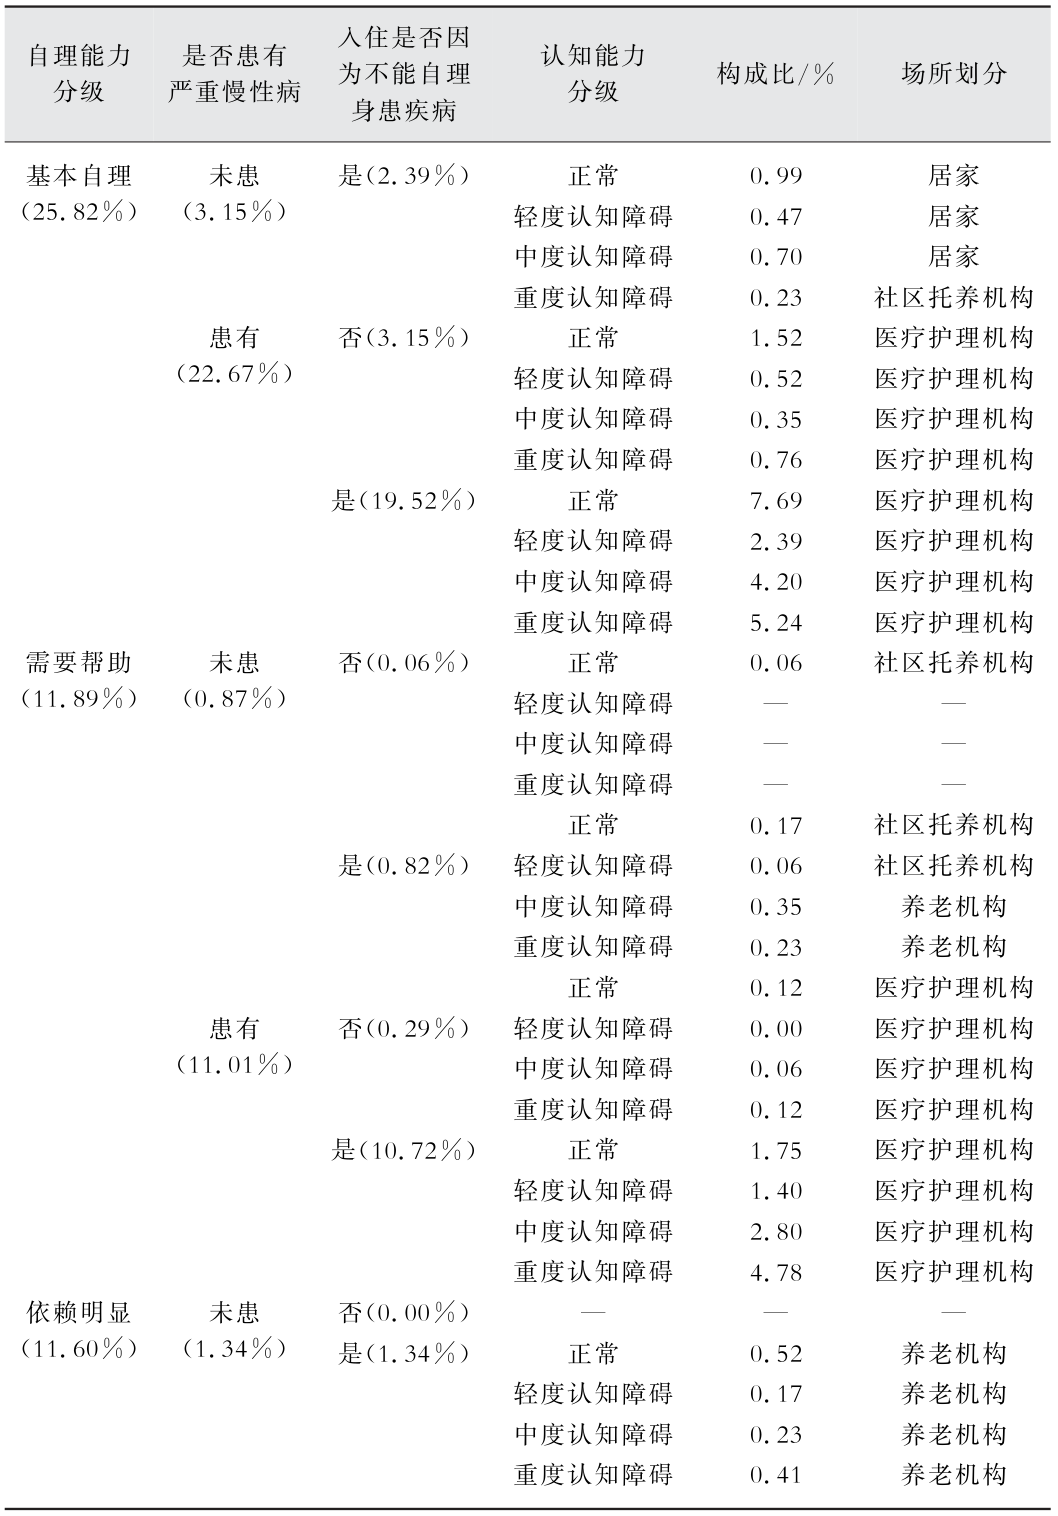 自理能力分级 是否患有严重慢性病 入住是否因为不能自理身患疾病 认知能力分级 构成比/% 场所划分
基本自理 未患 是(2.39%) 正常 0.99 居家
(25.82%) (3.15%) 轻度认知障碍 0.47 居家
中度认知障碍 0.70 居家
重度认知障碍 0.23 社区托养机构
患有 否(3.15%) 正常 1.52 医疗护理机构
(22.67%) 轻度认知障碍 0.52 医疗护理机构
中度认知障碍 0.35 医疗护理机构
重度认知障碍 0.76 医疗护理机构
是(19.52%) 正常 7.69 医疗护理机构
轻度认知障碍 2.39 医疗护理机构
中度认知障碍 4.20 医疗护理机构
重度认知障碍 5.24 医疗护理机构
需要帮助 未患 否(0.06%) 正常 0.06 社区托养机构
(11.89%) (0.87%) 轻度认知障碍 — —
中度认知障碍 — —
重度认知障碍 — —
正常 0.17 社区托养机构
是(0.82%) 轻度认知障碍 0.06 社区托养机构
中度认知障碍 0.35 养老机构
重度认知障碍 0.23 养老机构
正常 0.12 医疗护理机构
患有 否(0.29%) 轻度认知障碍 0.00 医疗护理机构
(11.01%) 中度认知障碍 0.06 医疗护理机构
重度认知障碍 0.12 医疗护理机构
是(10.72%) 正常 1.75 医疗护理机构
轻度认知障碍 1.40 医疗护理机构
中度认知障碍 2.80 医疗护理机构
重度认知障碍 4.78 医疗护理机构
依赖明显 未患 否(0.00%) — — —
(11.60%) (1.34%) 是(1.34%) 正常 0.52 养老机构
轻度认知障碍 0.17 养老机构
中度认知障碍 0.23 养老机构
重度认知障碍 0.41 养老机构